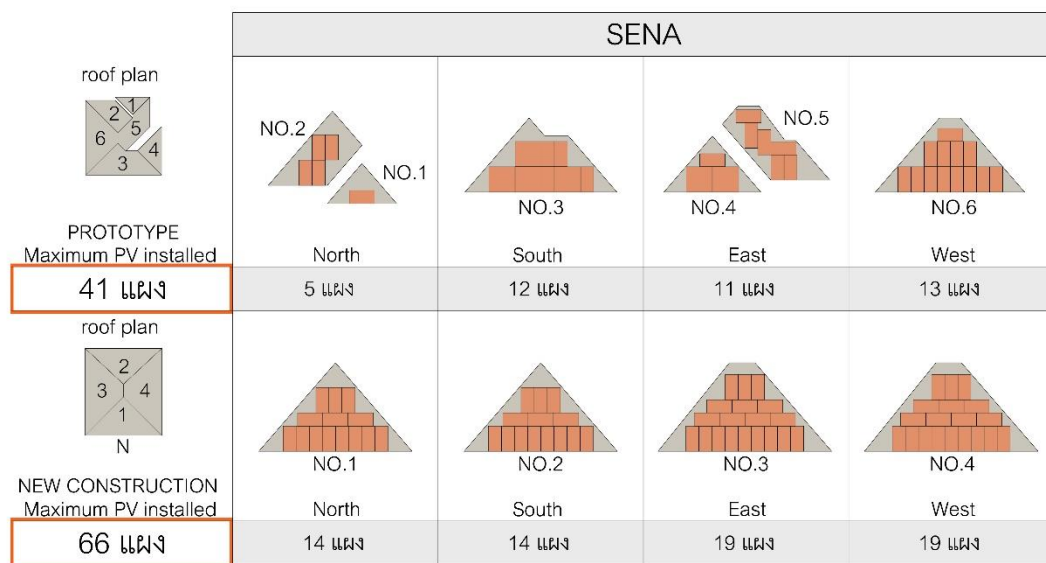 SENA
roof plan
1
2
5
6
4
3
NO.2
NO.1
NO.3
NO.5
NO.4
NO.6
PROTOTYPE
Maximum PV installed
North
South
East
West
41 แผง
5 แผง
12 แผง
11 แผง
13 แผง
roof plan
2
3
4
1
N
NO.1
NO.2
NO.3
NO.4
NEW CONSTRUCTION
Maximum PV installed
North
South
East
West
66 แผง
14 แผง
14 แผง
19 แผง
19 แผง